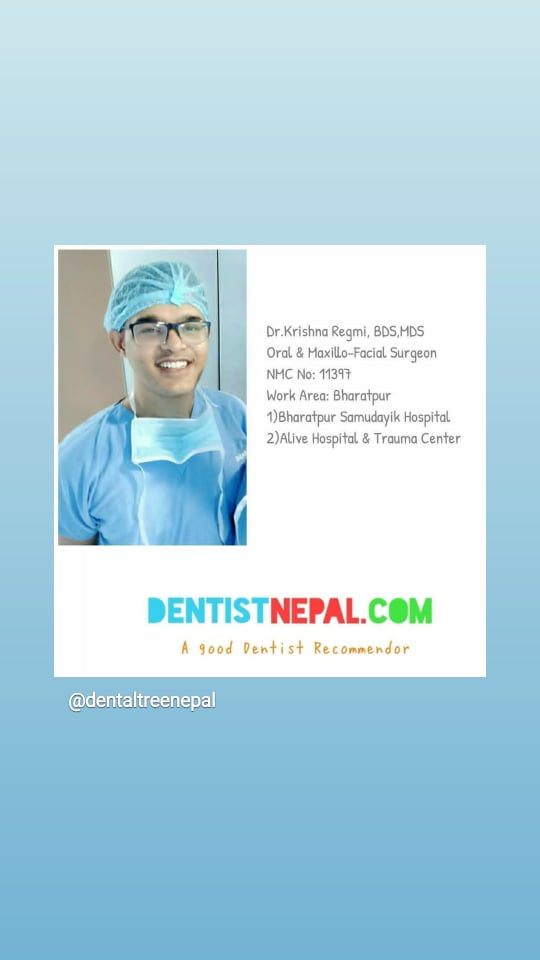 Dr.Krishna Regmi, BDS,MDS
Oral & Maxillo-Facial Surgeon
NMC No: 11397
Work Area: Bharatpur
1)Bharatpur Samudayik Hospital
2)Alive Hospital & Trauma Center
DENTISTNEPAL.COM
A good Dentist Recommendor
@dentaltreenepal